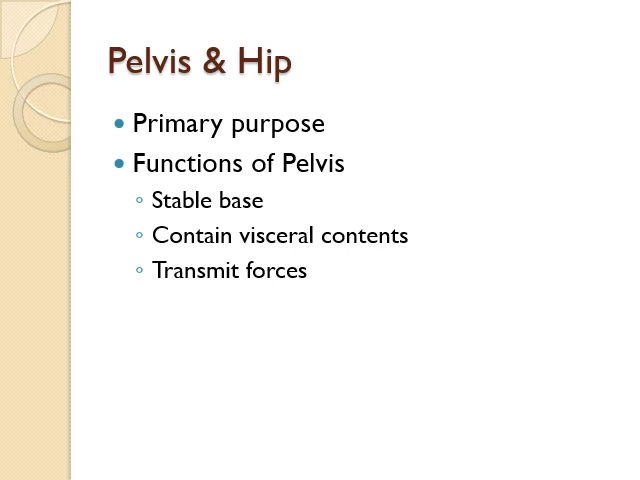 Pelvis & Hip
• Primary purpose
• Functions of Pelvis
◦ Stable base
◦ Contain visceral contents
◦ Transmit forces